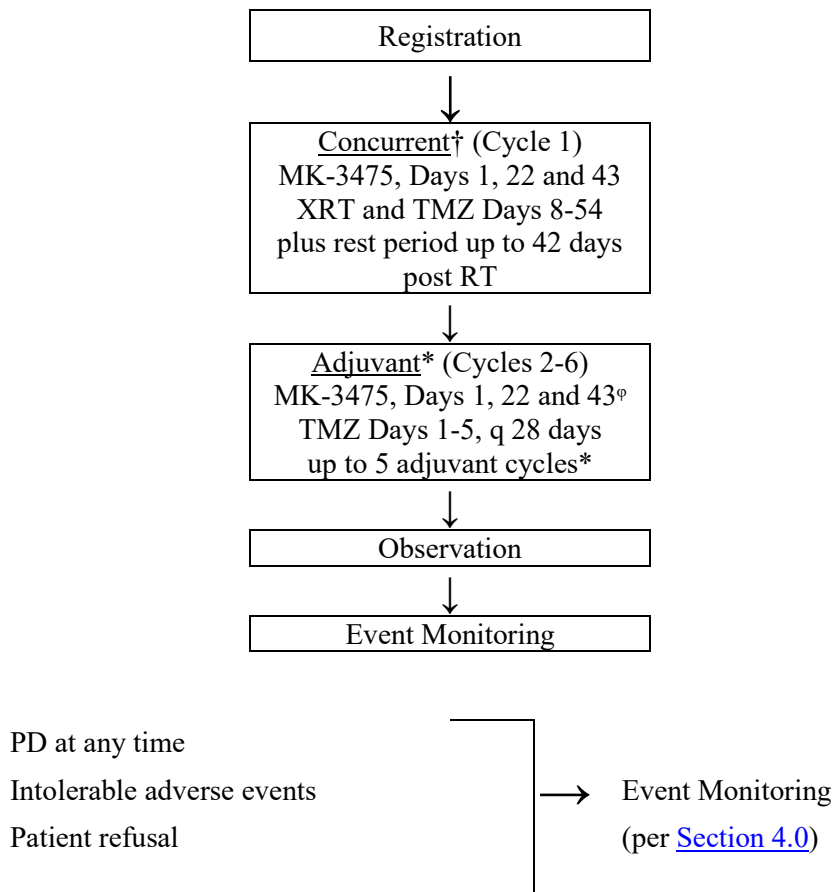 Registration
Concurrent† (Cycle 1)
MK-3475, Days 1, 22 and 43
XRT and TMZ Days 8-54
plus rest period up to 42 days
post RT
Adjuvant* (Cycles 2-6)
MK-3475, Days 1, 22 and 43ᵠ
TMZ Days 1-5, q 28 days
up to 5 adjuvant cycles*
Observation
Event Monitoring
PD at any time
Intolerable adverse events
Patient refusal
Event Monitoring
(per Section 4.0)